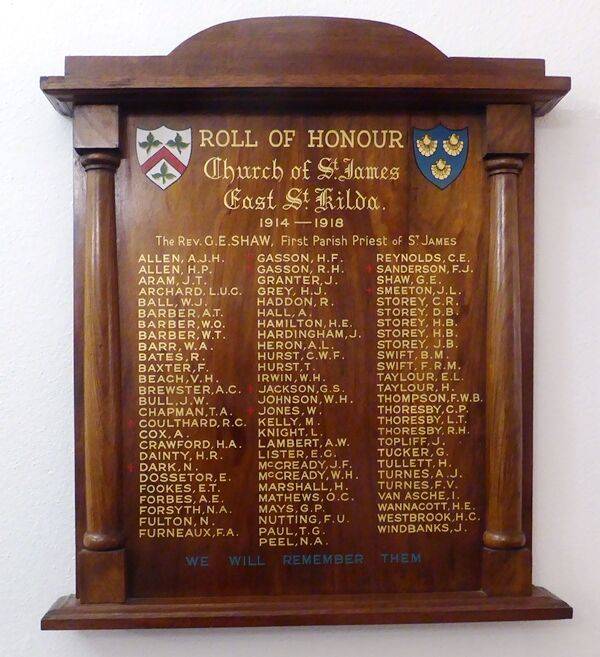 ROLL OF HONOUR
Church of St. James
East St. Kilda.
1914 — 1918
The Rev. G.E. SHAW, First Parish Priest of St James
ALLEN, A.J.H.
ALLEN, H.P.
ARAM, J.T.
ARCHARD, L.U.G.
BALL, W.J.
BARBER, A.T.
BARBER, W.O.
BARBER, W.T.
BARR, W.A.
BATES, R.
BAXTER, F.
BEACH, V.H.
BREWSTER, A.C.
BULL, J.W.
CHAPMAN, T.A.
COULTHARD, R.C.
COX, A.
CRAWFORD, H.A.
DAINTY, H.R.
DARK, N.
DOSSETOR, E.
FOOKES, E.T.
FORBES, A.E.
FORSYTH, N.A.
FULTON, N.
FURNEAUX, F.A.
GASSON, H.F.
GASSON, R.H.
GRANTER, J.
GREY, H.J.
HADDON, R.
HALL, A.
HAMILTON, H.E.
HARDINGHAM, J.
HERON, A.L.
HURST, C.W.F.
HURST, T.
IRWIN, W.H.
JACKSON, G.S.
JOHNSON, W.H.
JONES, W.
KELLY, M.
KNIGHT, L.
LAMBERT, A.W.
LISTER, E.G.
McCREADY, J.F.
McCREADY, W.H.
MARSHALL, H.
MATHEWS, O.C.
MAYS, G.P.
NUTTING, F.U.
PAUL, T.G.
PEEL, N.A.
REYNOLDS, C.E.
SANDERSON, F.J.
SHAW, G.E.
SMEETON, J.L.
STOREY, C.R.
STOREY, D.B.
STOREY, H.B.
STOREY, H.B.
STOREY, J.B.
SWIFT, B.M.
SWIFT, F.R.M.
TAYLOUR, E.L.
TAYLOUR, H.
THOMPSON, F.W.B.
THORESBY, C.P.
THORESBY, L.T.
THORESBY, R.H.
TOPLIFF, J.
TUCKER, G.
TULLETT, H.
TURNES, A.J.
TURNES, F.V.
VAN ASCHE, I.
WANNACOTT, H.E.
WESTBROOK, H.C.
WINDBANKS, J.
WE WILL REMEMBER THEM